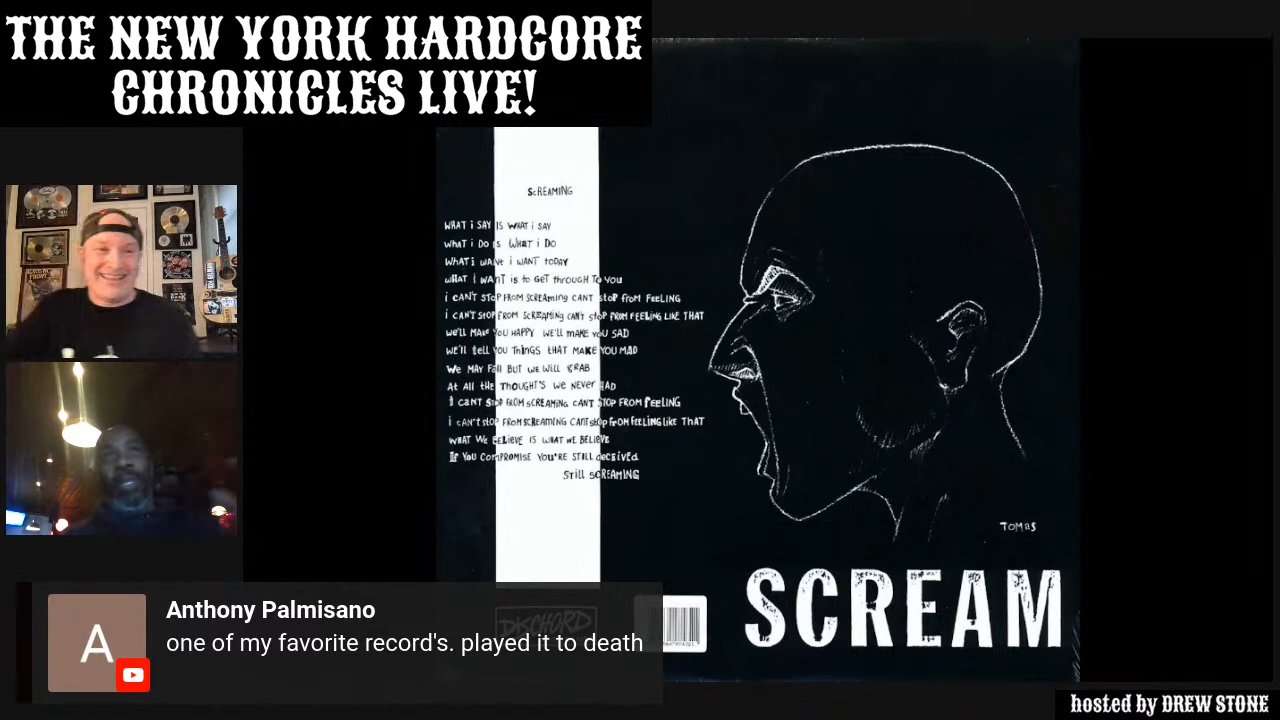 THE NEW YORK HARDCORE
CHRONICLES LIVE!
SCREAMING
WHAT i SAY IS WHAT i SAY
WHAT i DO is WHAT i DO
WHAT i WANT i WANT TODAY
WHAT I WANT is to GET THROUGH TO YOU
i CAN'T STOP FROM SCREAMING CANT STOP FROM FEELING
i CAN'T STOP FROM SCREAMING CAN'T STOP FROM FEELING LIKE THAT
WE'LL MAKE YOU HAPPY WE'LL MAKE YOU SAD
WE'LL tell YOU THINGS THAT MAKE YOU MAD
WE MAY FALL BUT WE WILL GRAB
AT All THE THOUGHT'S WE NEVER HAD
I CANT STOP FROM SCREAMING CANT STOP FROM FEELING
i CAN'T STOP FROM SCREAMING CANT STOP FROM FEELING LIKE THAT
WHAT WE BELIEVE IS WHAT WE BELIEVE
IF YOU COMPROMISE YOU'RE STILL DECEIVED
STILL SCREAMING
TOMAS
SCREAM
DISCHORD
A
Anthony Palmisano
one of my favorite record's. played it to death
hosted by DREW STONE